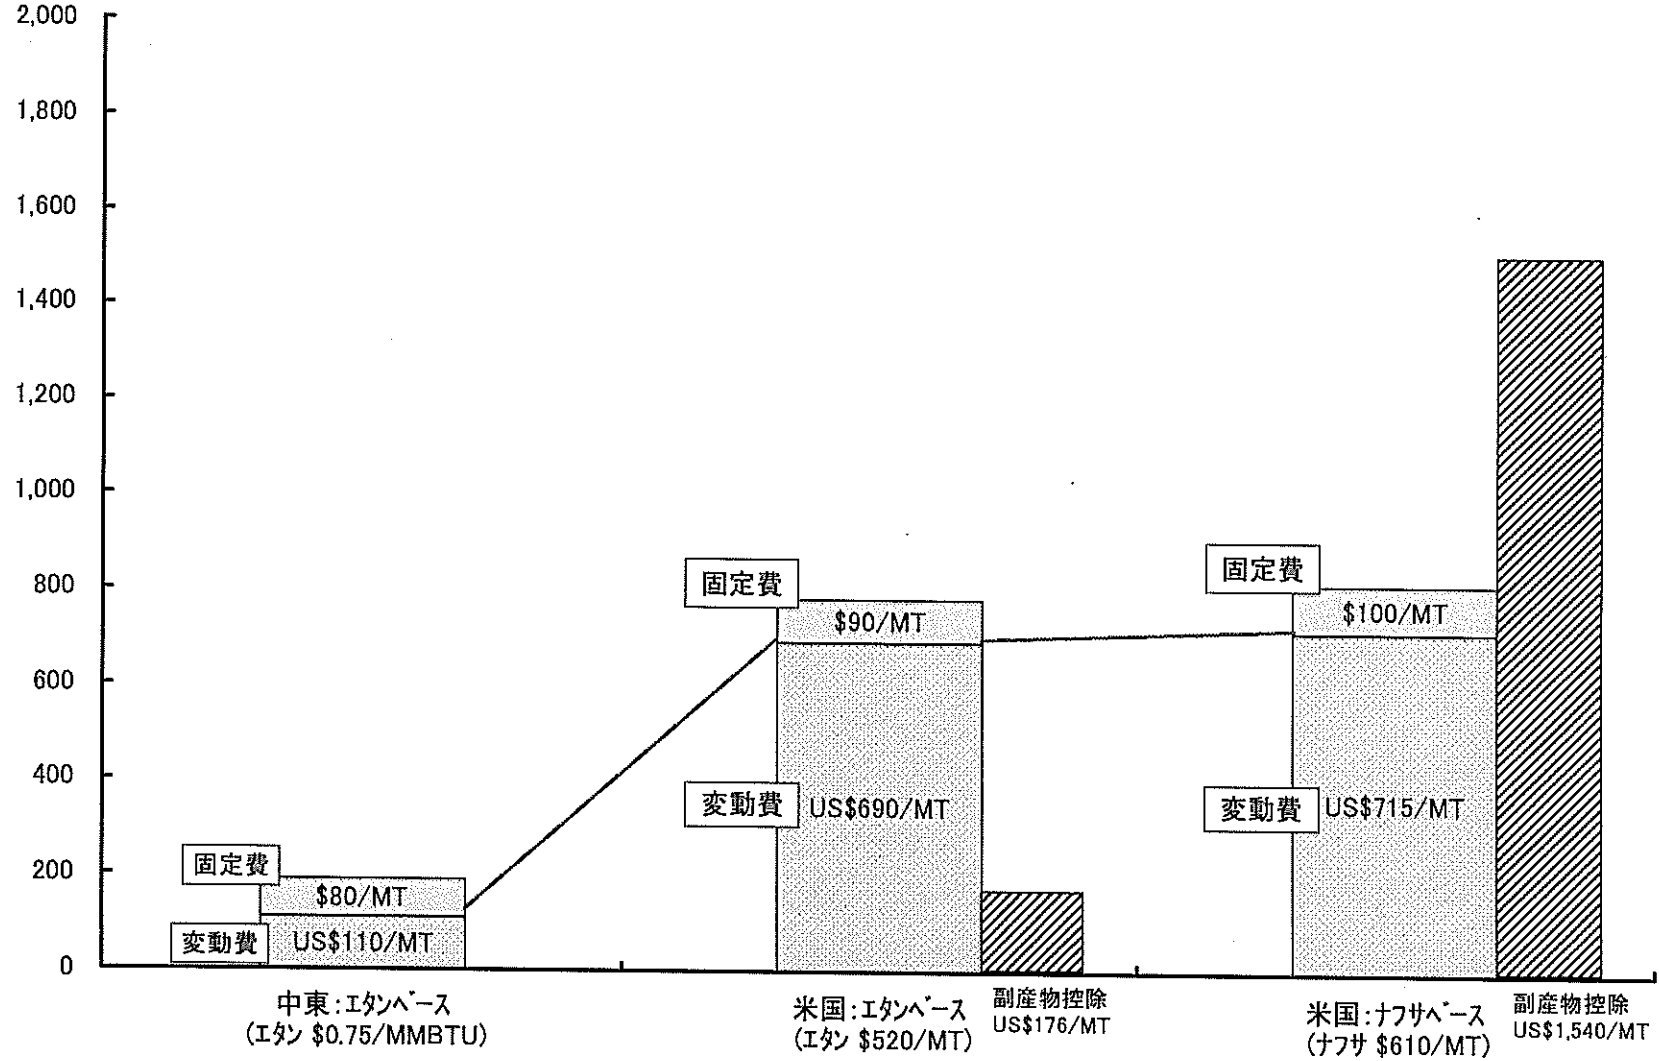 2,000
1,800
1,600
1,400
1,200
1,000
800
600
400
200
0
固定費
$80/MT
変動費
US$110/MT
固定費
$90/MT
変動費
US$690/MT
固定費
$100/MT
変動費
US$715/MT
中東:エタンベース
(エタン $0.75/MMBTU)
米国:エタンベース
(エタン $520/MT)
副産物控除
US$176/MT
米国:ナフサベース
(ナフサ $610/MT)
副産物控除
US$1,540/MT